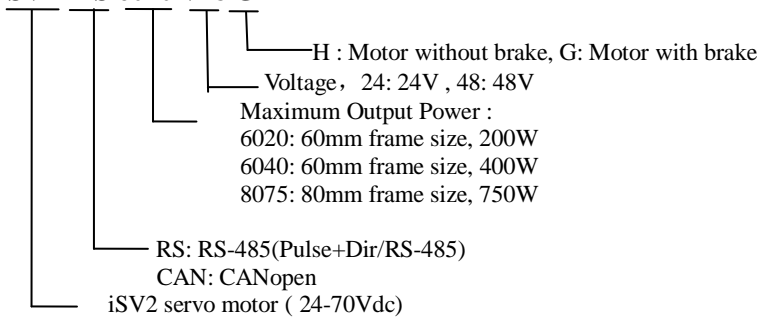 H : Motor without brake, G: Motor with brake
Voltage，24: 24V , 48: 48V
Maximum Output Power :
6020: 60mm frame size, 200W
6040: 60mm frame size, 400W
8075: 80mm frame size, 750W
RS: RS-485(Pulse+Dir/RS-485)
CAN: CANopen
iSV2 servo motor ( 24-70Vdc)